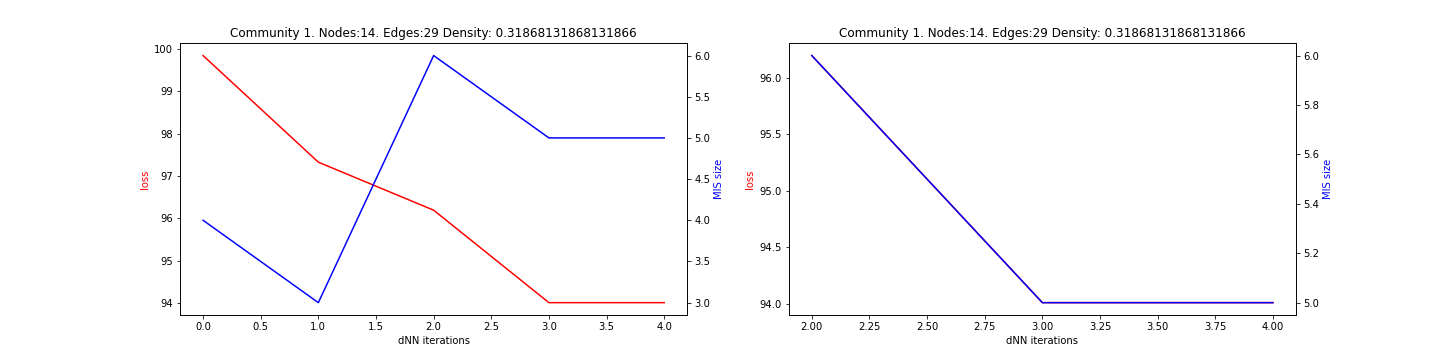 Community 1. Nodes:14. Edges:29 Density: 0.31868131868131866
100
99
98
97
96
95
94
loss
6.0
5.5
5.0
4.5
4.0
3.5
3.0
MIS size
0.0 0.5 1.0 1.5 2.0 2.5 3.0 3.5 4.0
dNN iterations
Community 1. Nodes:14. Edges:29 Density: 0.31868131868131866
96.0
95.5
95.0
94.5
94.0
loss
6.0
5.8
5.6
5.4
5.2
5.0
MIS size
2.00 2.25 2.50 2.75 3.00 3.25 3.50 3.75 4.00
dNN iterations